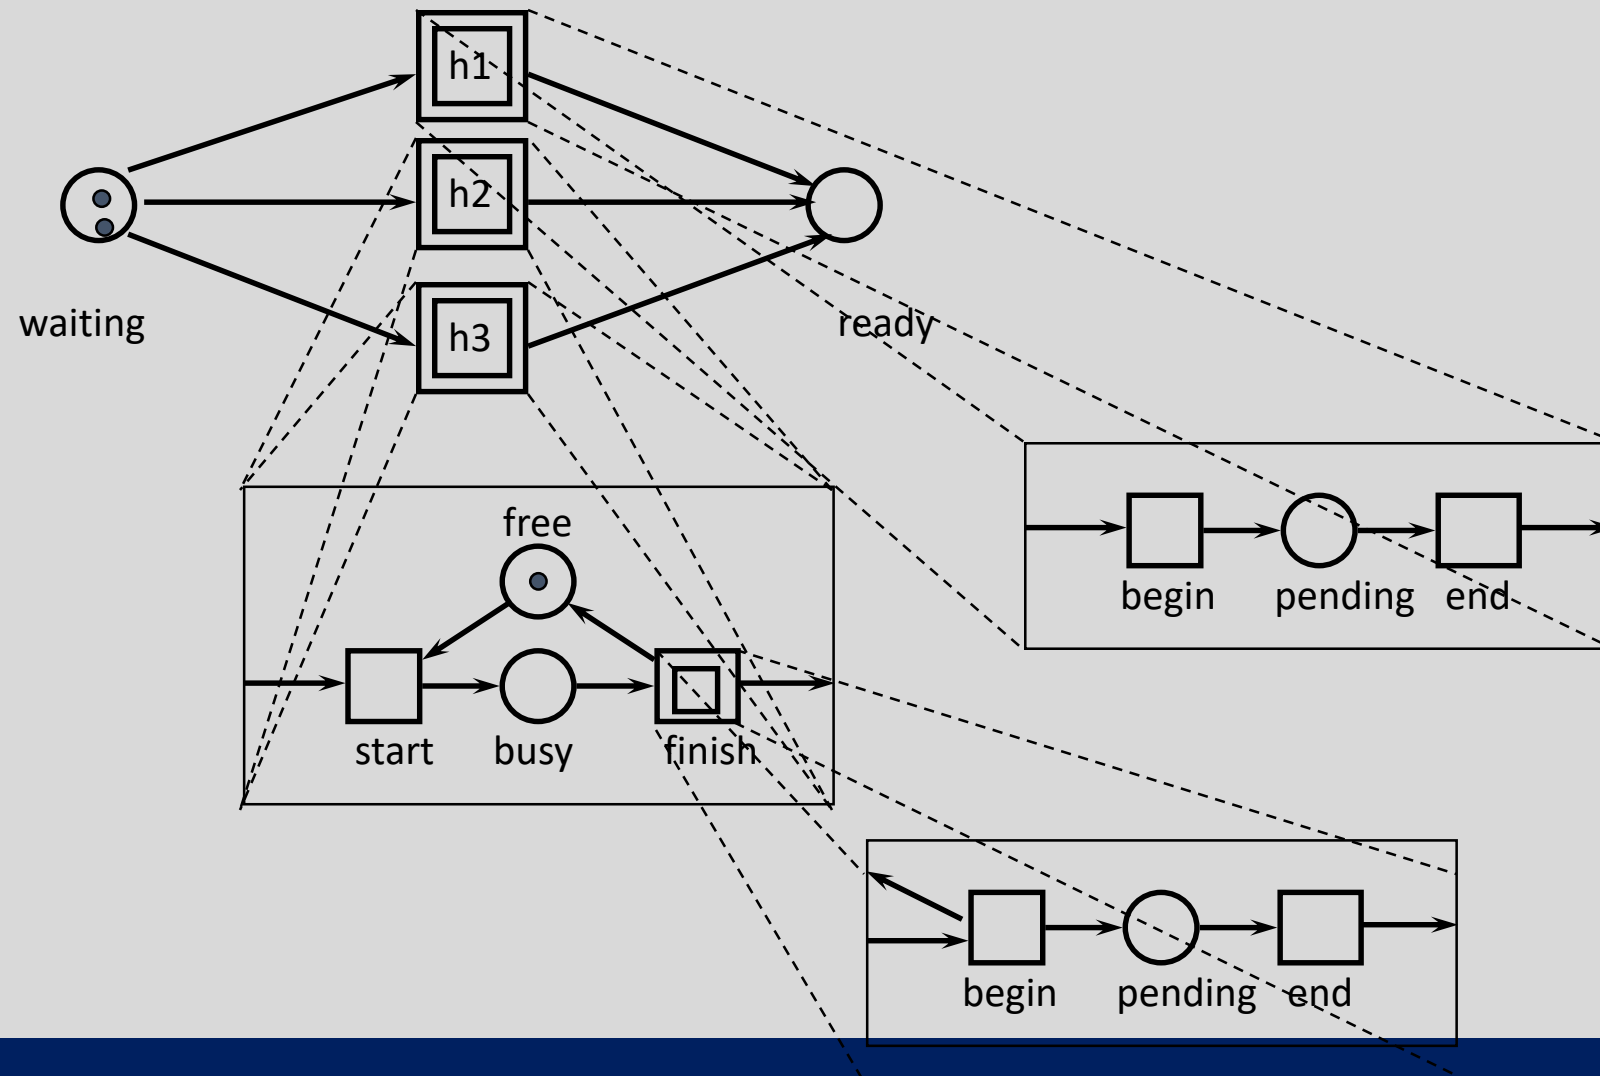 h1
h2
waiting
h3
ready
free
begin
pending
end
start
busy
finish
begin
pending
end